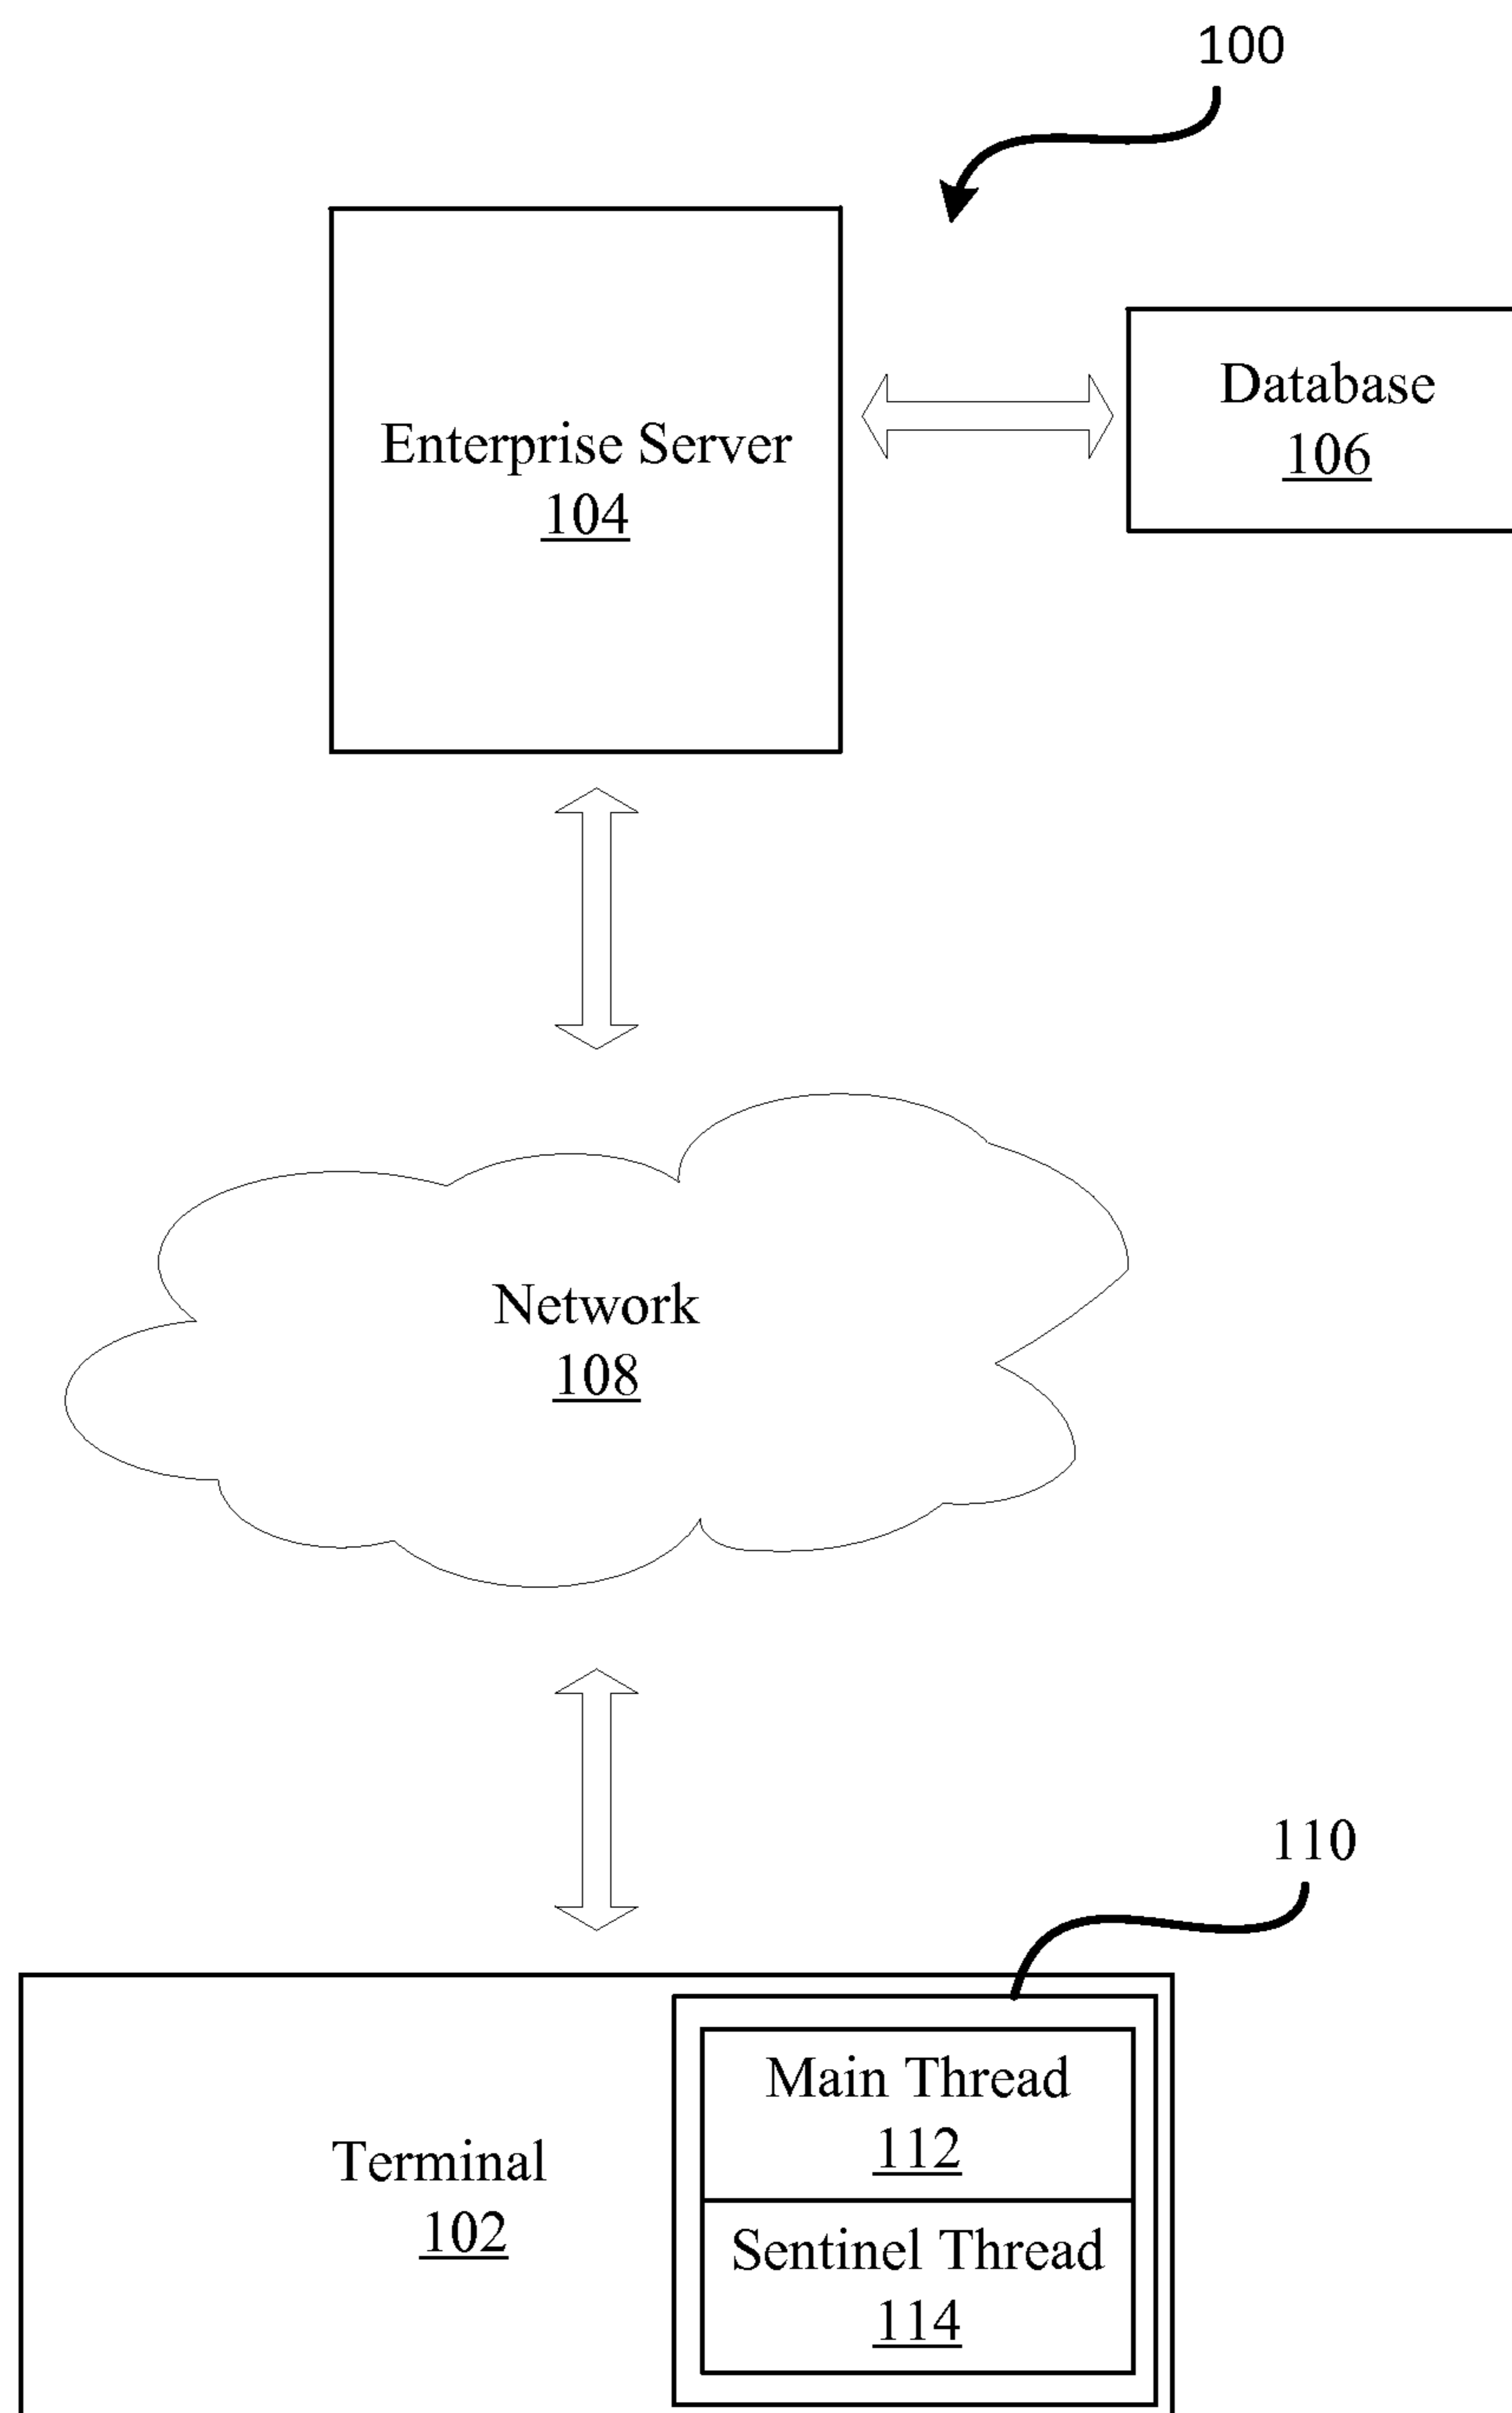 100
Enterprise Server
104
Database
106
Network
108
110
Main Thread
112
Terminal
102
Sentinel Thread
114